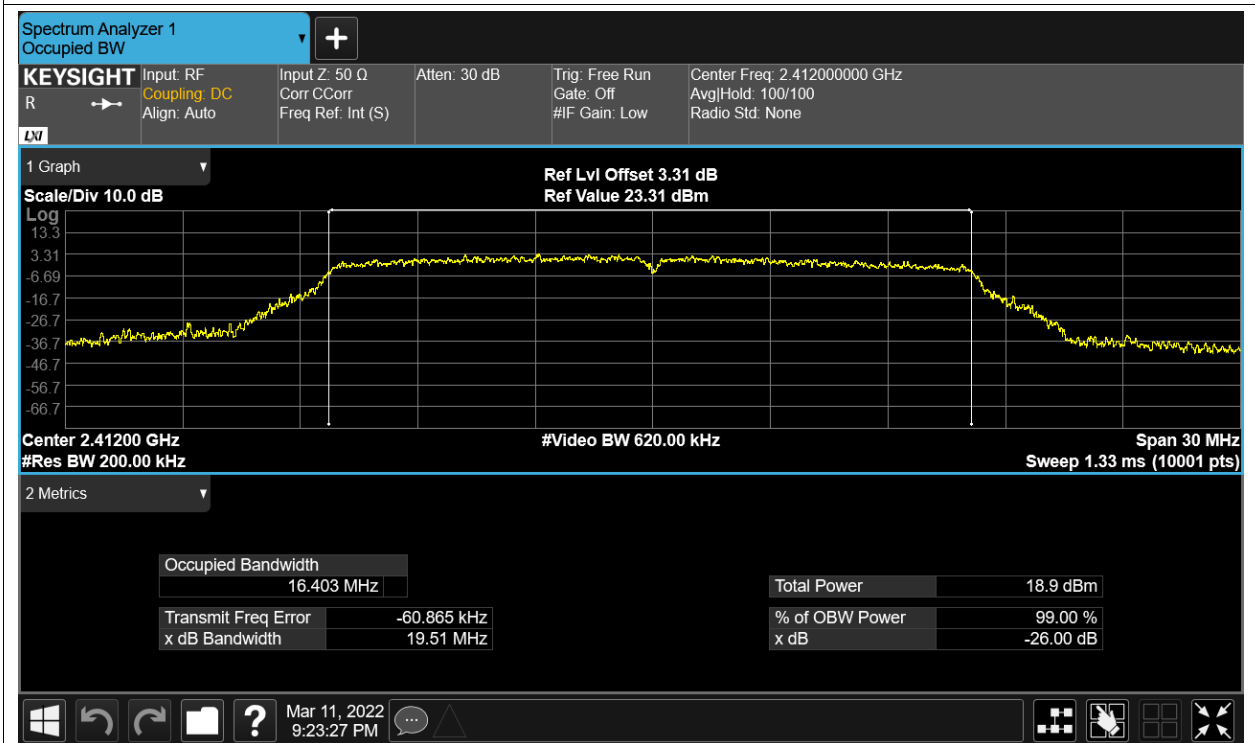 Spectrum Analyzer 1
Occupied BW
KEYSIGHT
R
LXI
Input: RF
Coupling: DC
Align: Auto
Input Z: 50 Ω
Corr CCorr
Freq Ref: Int (S)
Atten: 30 dB
Trig: Free Run
Gate: Off
#IF Gain: Low
Center Freq: 2.412000000 GHz
Avg|Hold: 100/100
Radio Std: None
1 Graph
Scale/Div 10.0 dB
Ref Lvl Offset 3.31 dB
Ref Value 23.31 dBm
Log
13.3
3.31
-6.69
-16.7
-26.7
-36.7
-46.7
-56.7
-66.7
Center 2.41200 GHz
#Video BW 620.00 kHz
Span 30 MHz
#Res BW 200.00 kHz
Sweep 1.33 ms (10001 pts)
2 Metrics
Occupied Bandwidth
16.403 MHz
Total Power 18.9 dBm
Transmit Freq Error -60.865 kHz
% of OBW Power 99.00 %
x dB Bandwidth 19.51 MHz
x dB -26.00 dB
?
Mar 11, 2022
9:23:27 PM